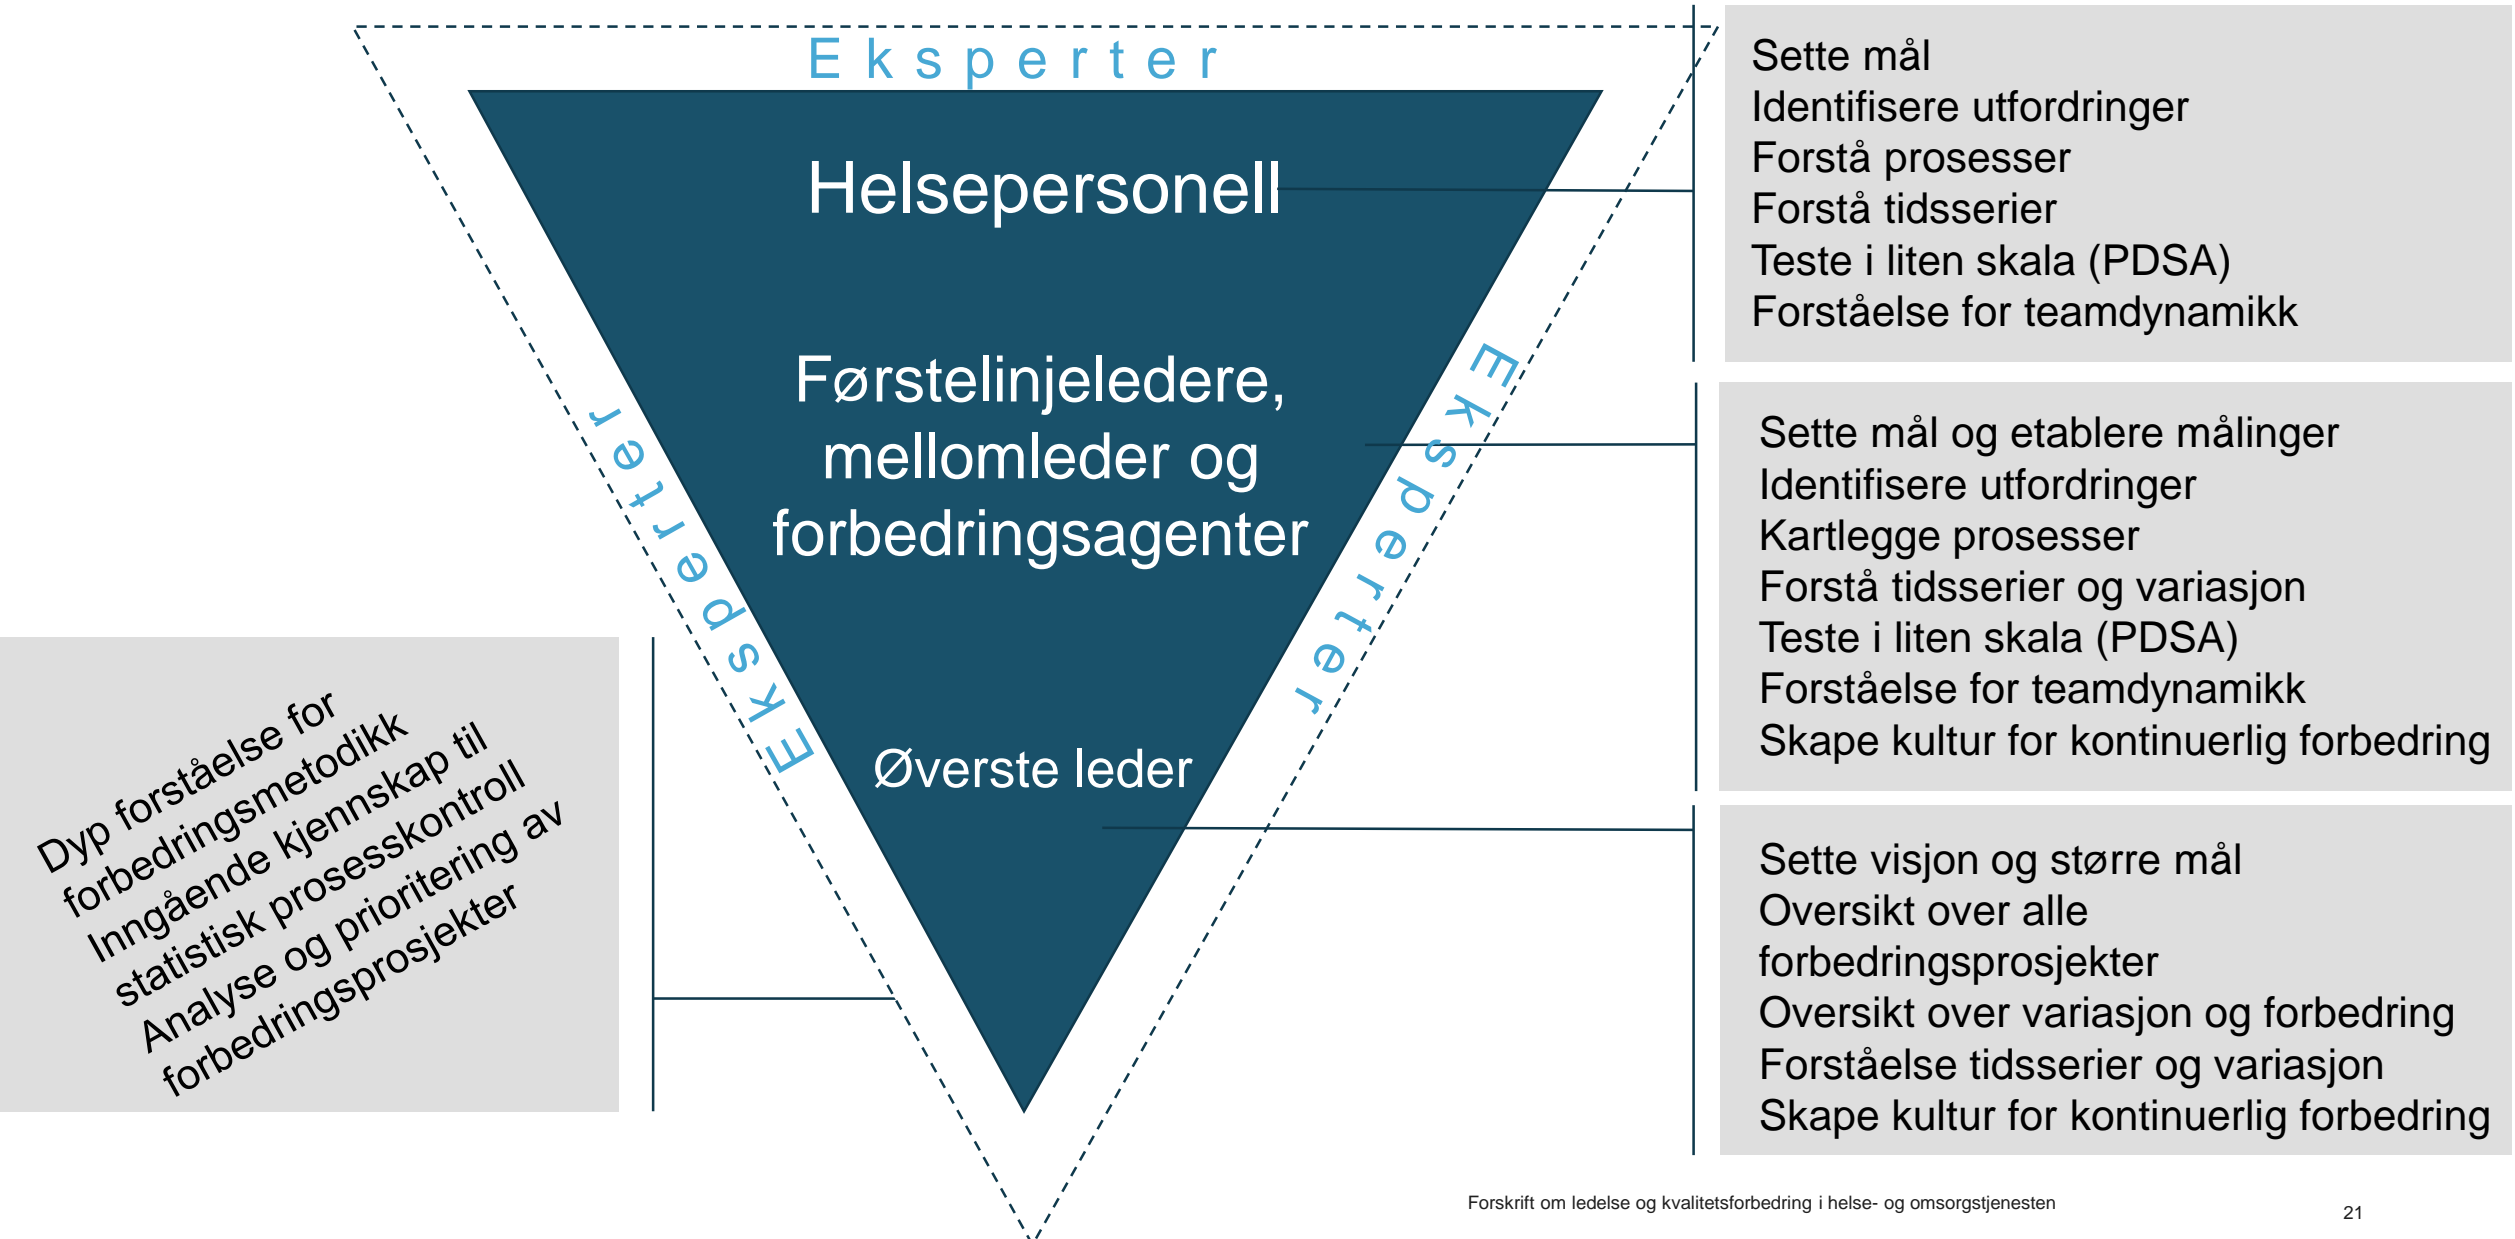 Eksperter
Helsepersonell
Førstelinjeledere,
mellomleder og
forbedringsagenter
Øverste leder
Eksperter
Eksperter
Sette mål
Identifisere utfordringer
Forstå prosesser
Forstå tidsserier
Teste i liten skala (PDSA)
Forståelse for teamdynamikk
Sette mål og etablere målinger
Identifisere utfordringer
Kartlegge prosesser
Forstå tidsserier og variasjon
Teste i liten skala (PDSA)
Forståelse for teamdynamikk
Skape kultur for kontinuerlig forbedring
Sette visjon og større mål
Oversikt over alle
forbedringsprosjekter
Oversikt over variasjon og forbedring
Forståelse tidsserier og variasjon
Skape kultur for kontinuerlig forbedring
Dyp forståelse for
forbedringsmetodikk
Inngående kjennskap til
statistisk prosesskontroll
Analyse og prioritering av
forbedringsprosjekter
Forskrift om ledelse og kvalitetsforbedring i helse- og omsorgstjenesten
21